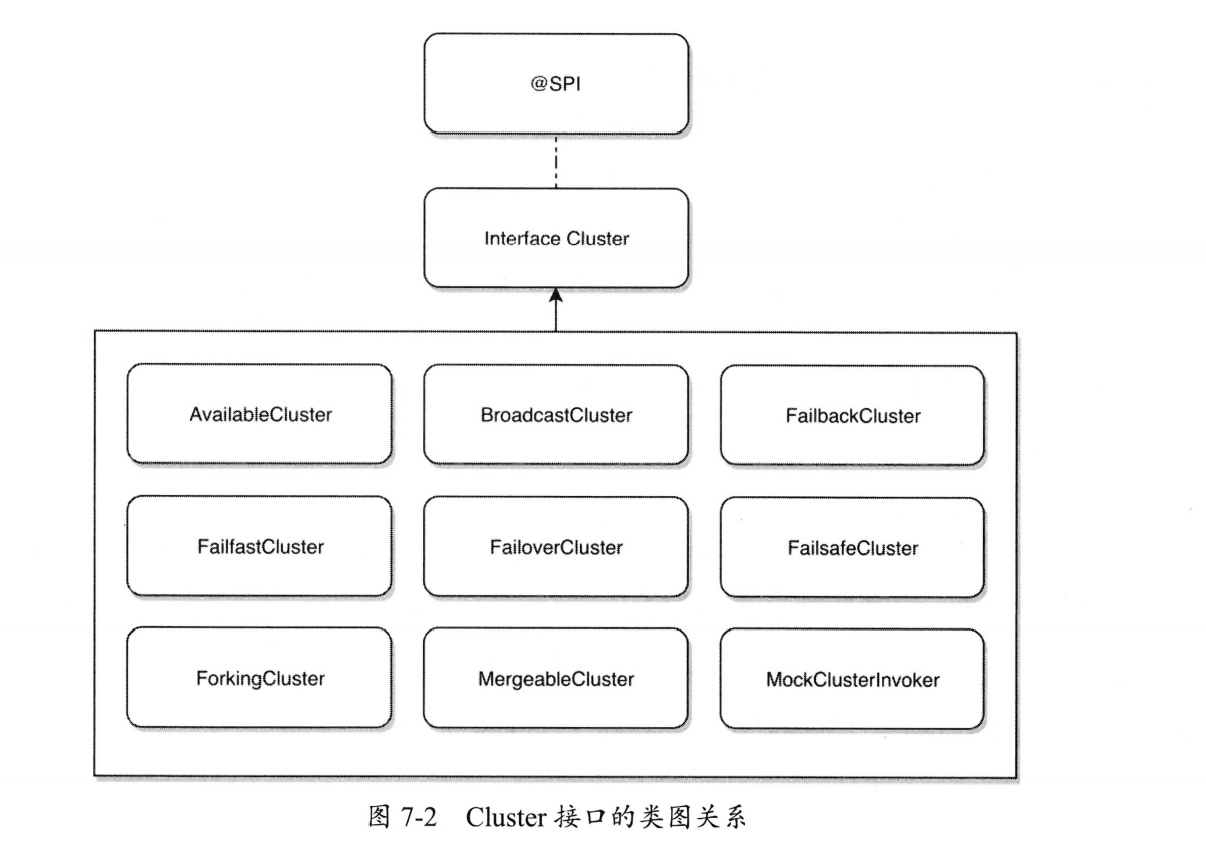 @SPI
Interface Cluster
AvailableCluster
BroadcastCluster
FailbackCluster
FailfastCluster
FailoverCluster
FailsafeCluster
ForkingCluster
MergeableCluster
MockClusterInvoker
图 7-2 Cluster 接口的类图关系